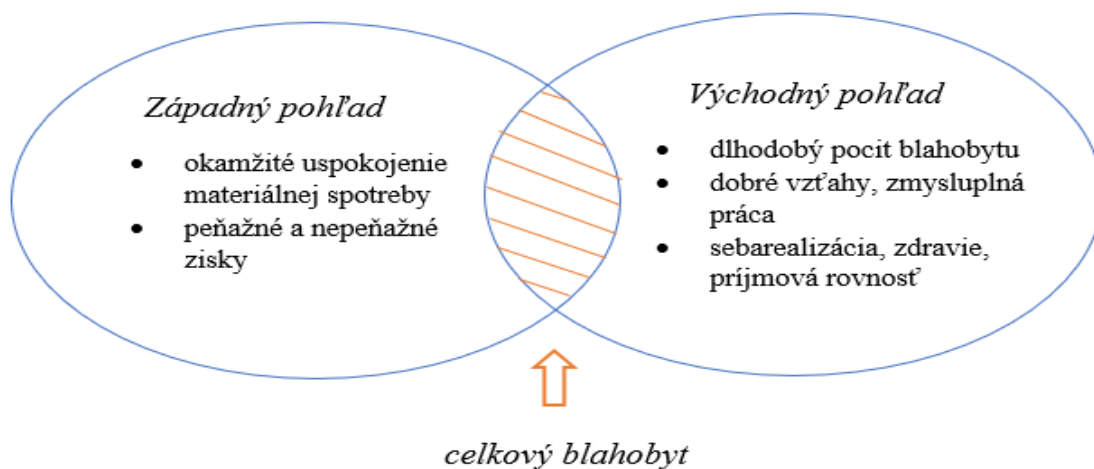 Západný pohľad
• okamžité uspokojenie
materiálnej spotreby
• peňažné a nepeňažné
zisky
Východný pohľad
• dlhodobý pocit blahobytu
• dobré vzťahy, zmysluplná
práca
• sebarealizácia, zdravie,
príjmová rovnosť
celkový blahobyt